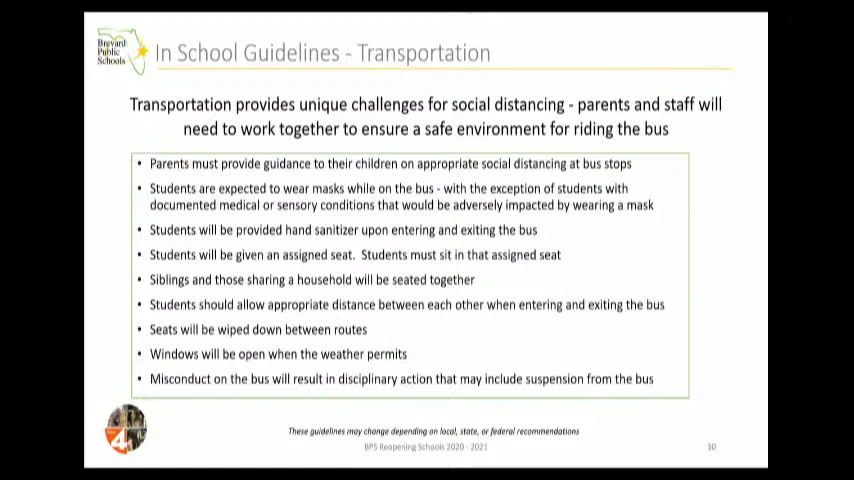 Brevard
Public
Schools
In School Guidelines - Transportation
Transportation provides unique challenges for social distancing - parents and staff will
need to work together to ensure a safe environment for riding the bus
• Parents must provide guidance to their children on appropriate social distancing at bus stops
• Students are expected to wear masks while on the bus - with the exception of students with
documented medical or sensory conditions that would be adversely impacted by wearing a mask
• Students will be provided hand sanitizer upon entering and exiting the bus
• Students will be given an assigned seat. Students must sit in that assigned seat
• Siblings and those sharing a household will be seated together
• Students should allow appropriate distance between each other when entering and exiting the bus
• Seats will be wiped down between routes
• Windows will be open when the weather permits
• Misconduct on the bus will result in disciplinary action that may include suspension from the bus
4
These guidelines may change depending on local, state, or federal recommendations
BPS Reopening Schools 2020 - 2021
30